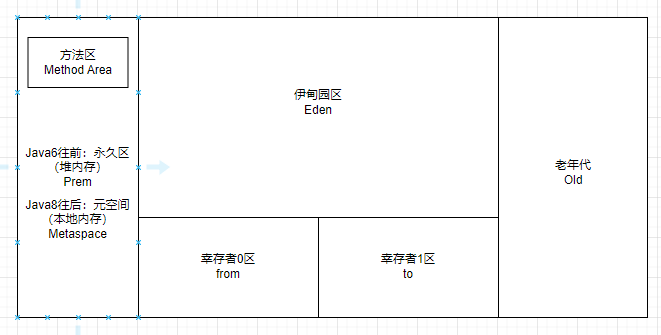 方法区
Method Area
Java6往前：永久区
（堆内存）
Prem
Java8往后：元空间
（本地内存）
Metaspace
伊甸园区
Eden
幸存者0区
from
幸存者1区
to
老年代
Old